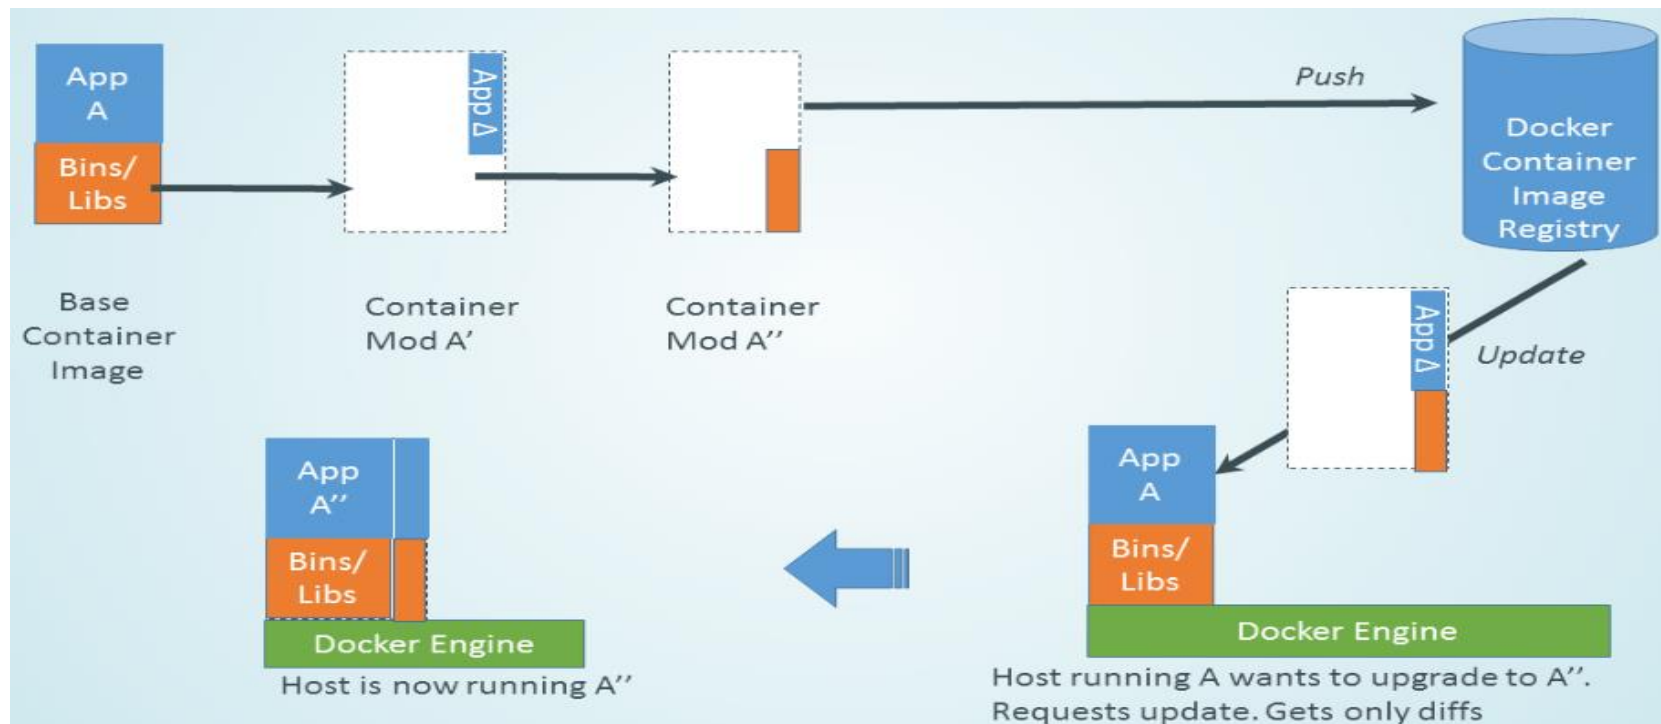 App
A
Bins/
Libs
Base
Container
Image
App Δ
Container
Mod A'
Container
Mod A''
Push
Docker
Container
Image
Registry
App Δ
Update
App
A
Bins/
Libs
Docker Engine
Host running A wants to upgrade to A''.
Requests update. Gets only diffs
App
A''
Bins/
Libs
Docker Engine
Host is now running A''